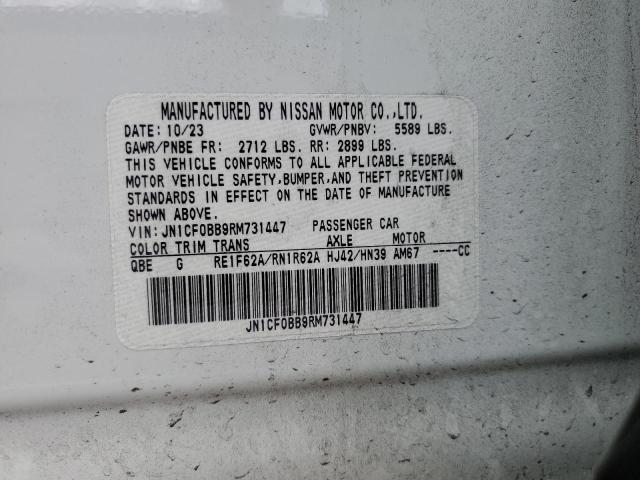 MANUFACTURED BY NISSAN MOTOR CO.,LTD.
DATE: 10/23 GVWR/PNBV: 5589 LBS.
GAWR/PNBE FR: 2712 LBS. RR: 2899 LBS.
THIS VEHICLE CONFORMS TO ALL APPLICABLE FEDERAL
MOTOR VEHICLE SAFETY,BUMPER,AND THEFT PREVENTION
STANDARDS IN EFFECT ON THE DATE OF MANUFACTURE
SHOWN ABOVE.
VIN: JN1CF0BB9RM731447 PASSENGER CAR
COLOR TRIM TRANS AXLE MOTOR
QBE G RE1F62A/RN1R62A HJ42/HN39 AM67 ----CC
JN1CF0BB9RM731447